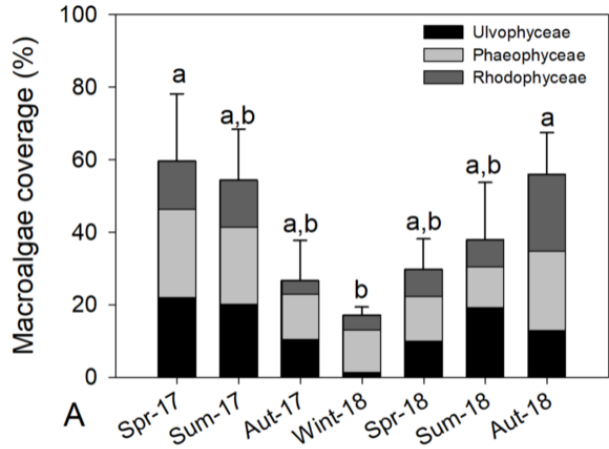 Macroalgae coverage (%)
100
80
60
40
20
0
Ulvophyceae
Phaeophyceae
Rhodophyceae
a
a,b
a,b
b
a,b
a,b
a
A
Spr-17
Sum-17
Aut-17
Wint-18
Spr-18
Sum-18
Aut-18